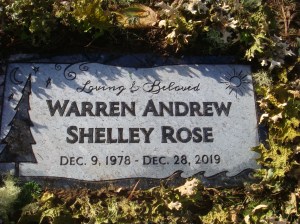 Loving & Beloved
WARREN ANDREW
SHELLEY ROSE
DEC. 9, 1978 - DEC. 28, 2019